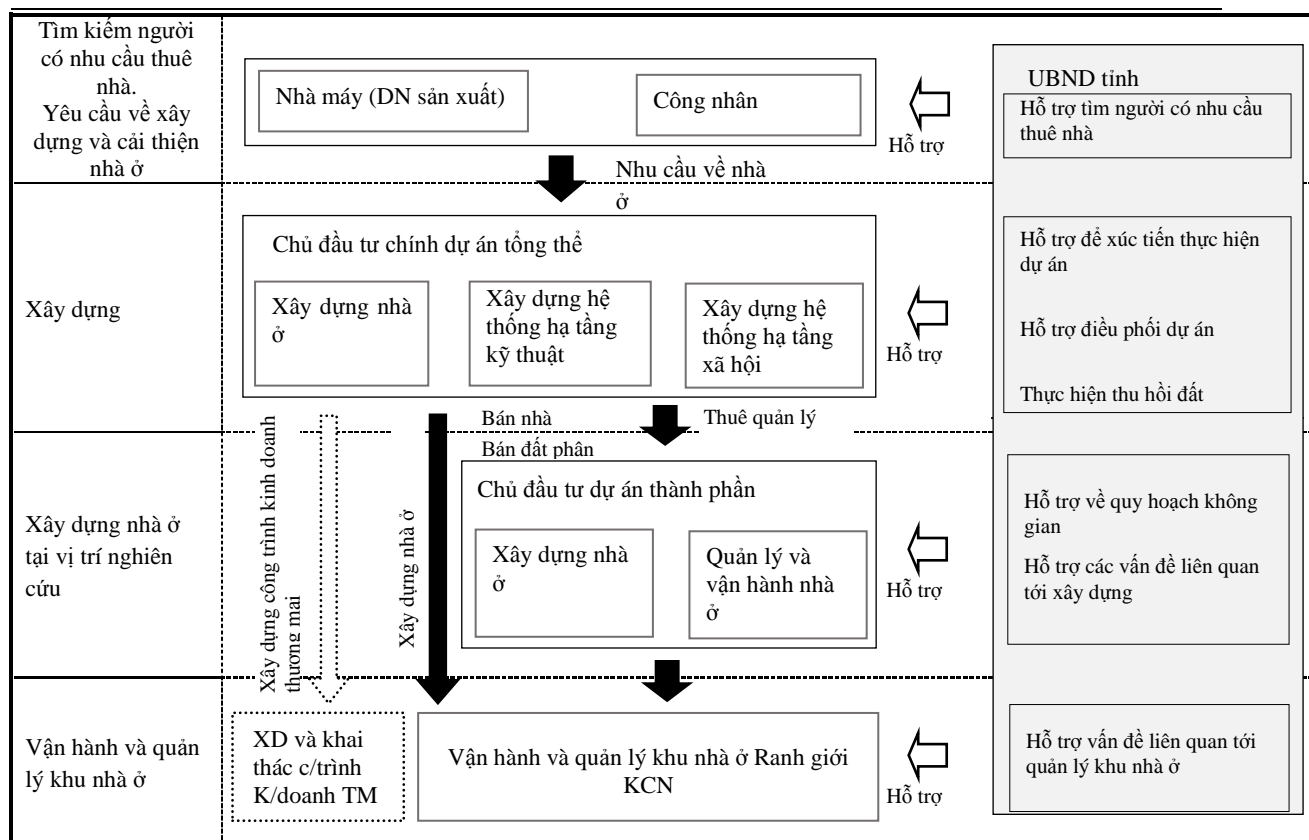 Tìm kiếm người
có nhu cầu thuê
nhà.
Yêu cầu về xây
dựng và cải thiện
nhà ở
Nhà máy (DN sản xuất)
Công nhân
Hỗ trợ
UBND tỉnh
Hỗ trợ tìm người có nhu cầu
thuê nhà
Nhu cầu về nhà
ở
Xây dựng
Chủ đầu tư chính dự án tổng thể
Xây dựng nhà
ở
Xây dựng hệ
thống hạ tầng
kỹ thuật
Xây dựng hệ
thống hạ tầng
xã hội
Hỗ trợ
Hỗ trợ để xúc tiến thực hiện
dự án
Hỗ trợ điều phối dự án
Thực hiện thu hồi đất
Bán nhà
Thuê quản lý
Bán đất phân
Xây dựng công trình kinh doanh
thương mai
Xây dựng nhà ở
Xây dựng nhà ở
tại vị trí nghiên
cứu
Chủ đầu tư dự án thành phần
Xây dựng nhà
ở
Quản lý và
vận hành nhà
ở
Hỗ trợ
Hỗ trợ về quy hoạch không
gian
Hỗ trợ các vấn đề liên quan
tới xây dựng
Vận hành và quản
lý khu nhà ở
XD và khai
thác c/trình
K/doanh TM
Vận hành và quản lý khu nhà ở Ranh giới
KCN
Hỗ trợ
Hỗ trợ vấn đề liên quan tới
quản lý khu nhà ở